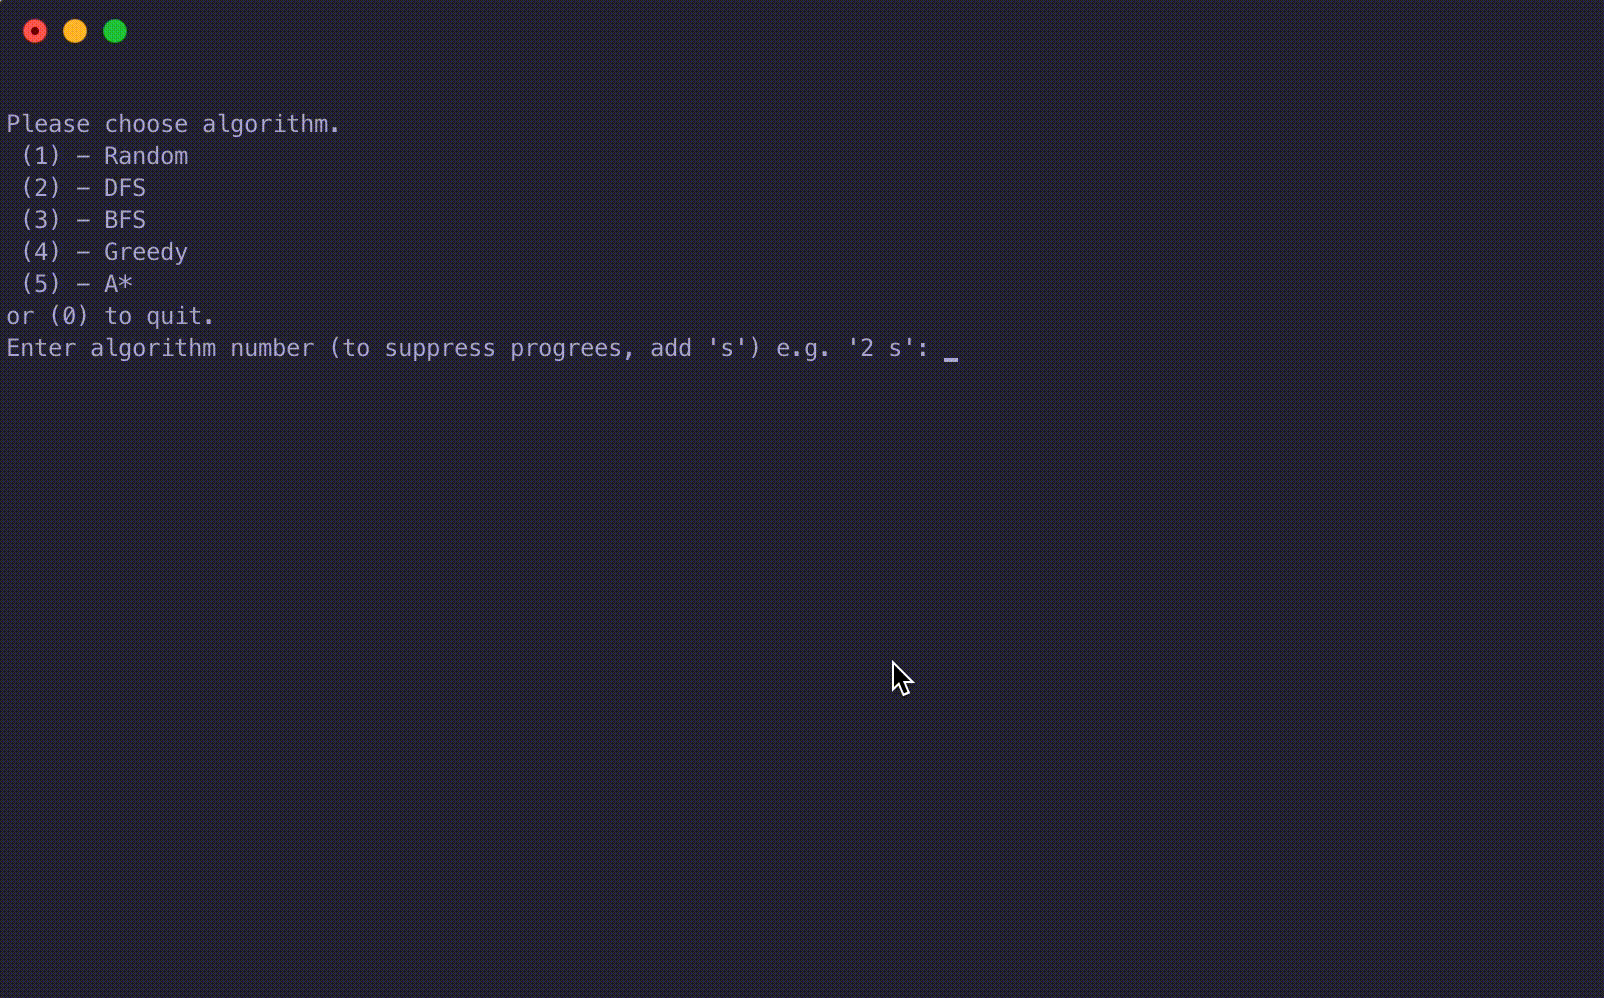 Please choose algorithm.
(1) – Random
(2) – DFS
(3) – BFS
(4) – Greedy
(5) – A*
or (0) to quit.
Enter algorithm number (to suppress progrees, add 's') e.g. '2 s': _